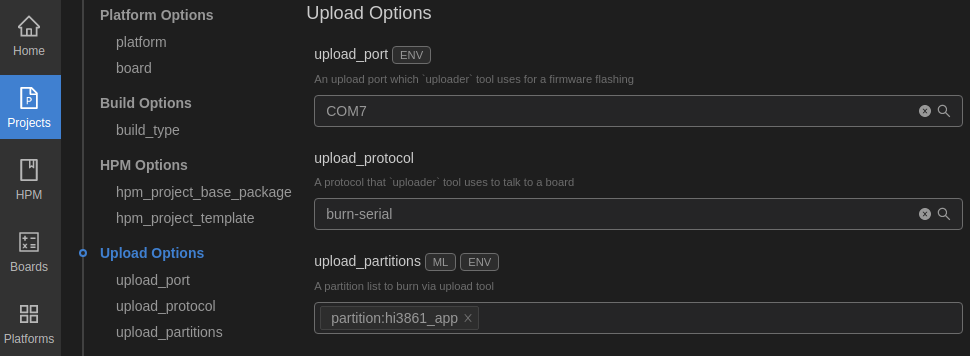 Home
P
Projects
HPM
Boards
Platforms
Platform Options
platform
board
Build Options
build_type
HPM Options
hpm_project_base_package
hpm_project_template
Upload Options
upload_port
upload_protocol
upload_partitions
Upload Options
upload_port ENV
An upload port which `uploader` tool uses for a firmware flashing
COM7
upload_protocol
A protocol that `uploader` tool uses to talk to a board
burn-serial
upload_partitions ML ENV
A partition list to burn via upload tool
partition:hi3861_app